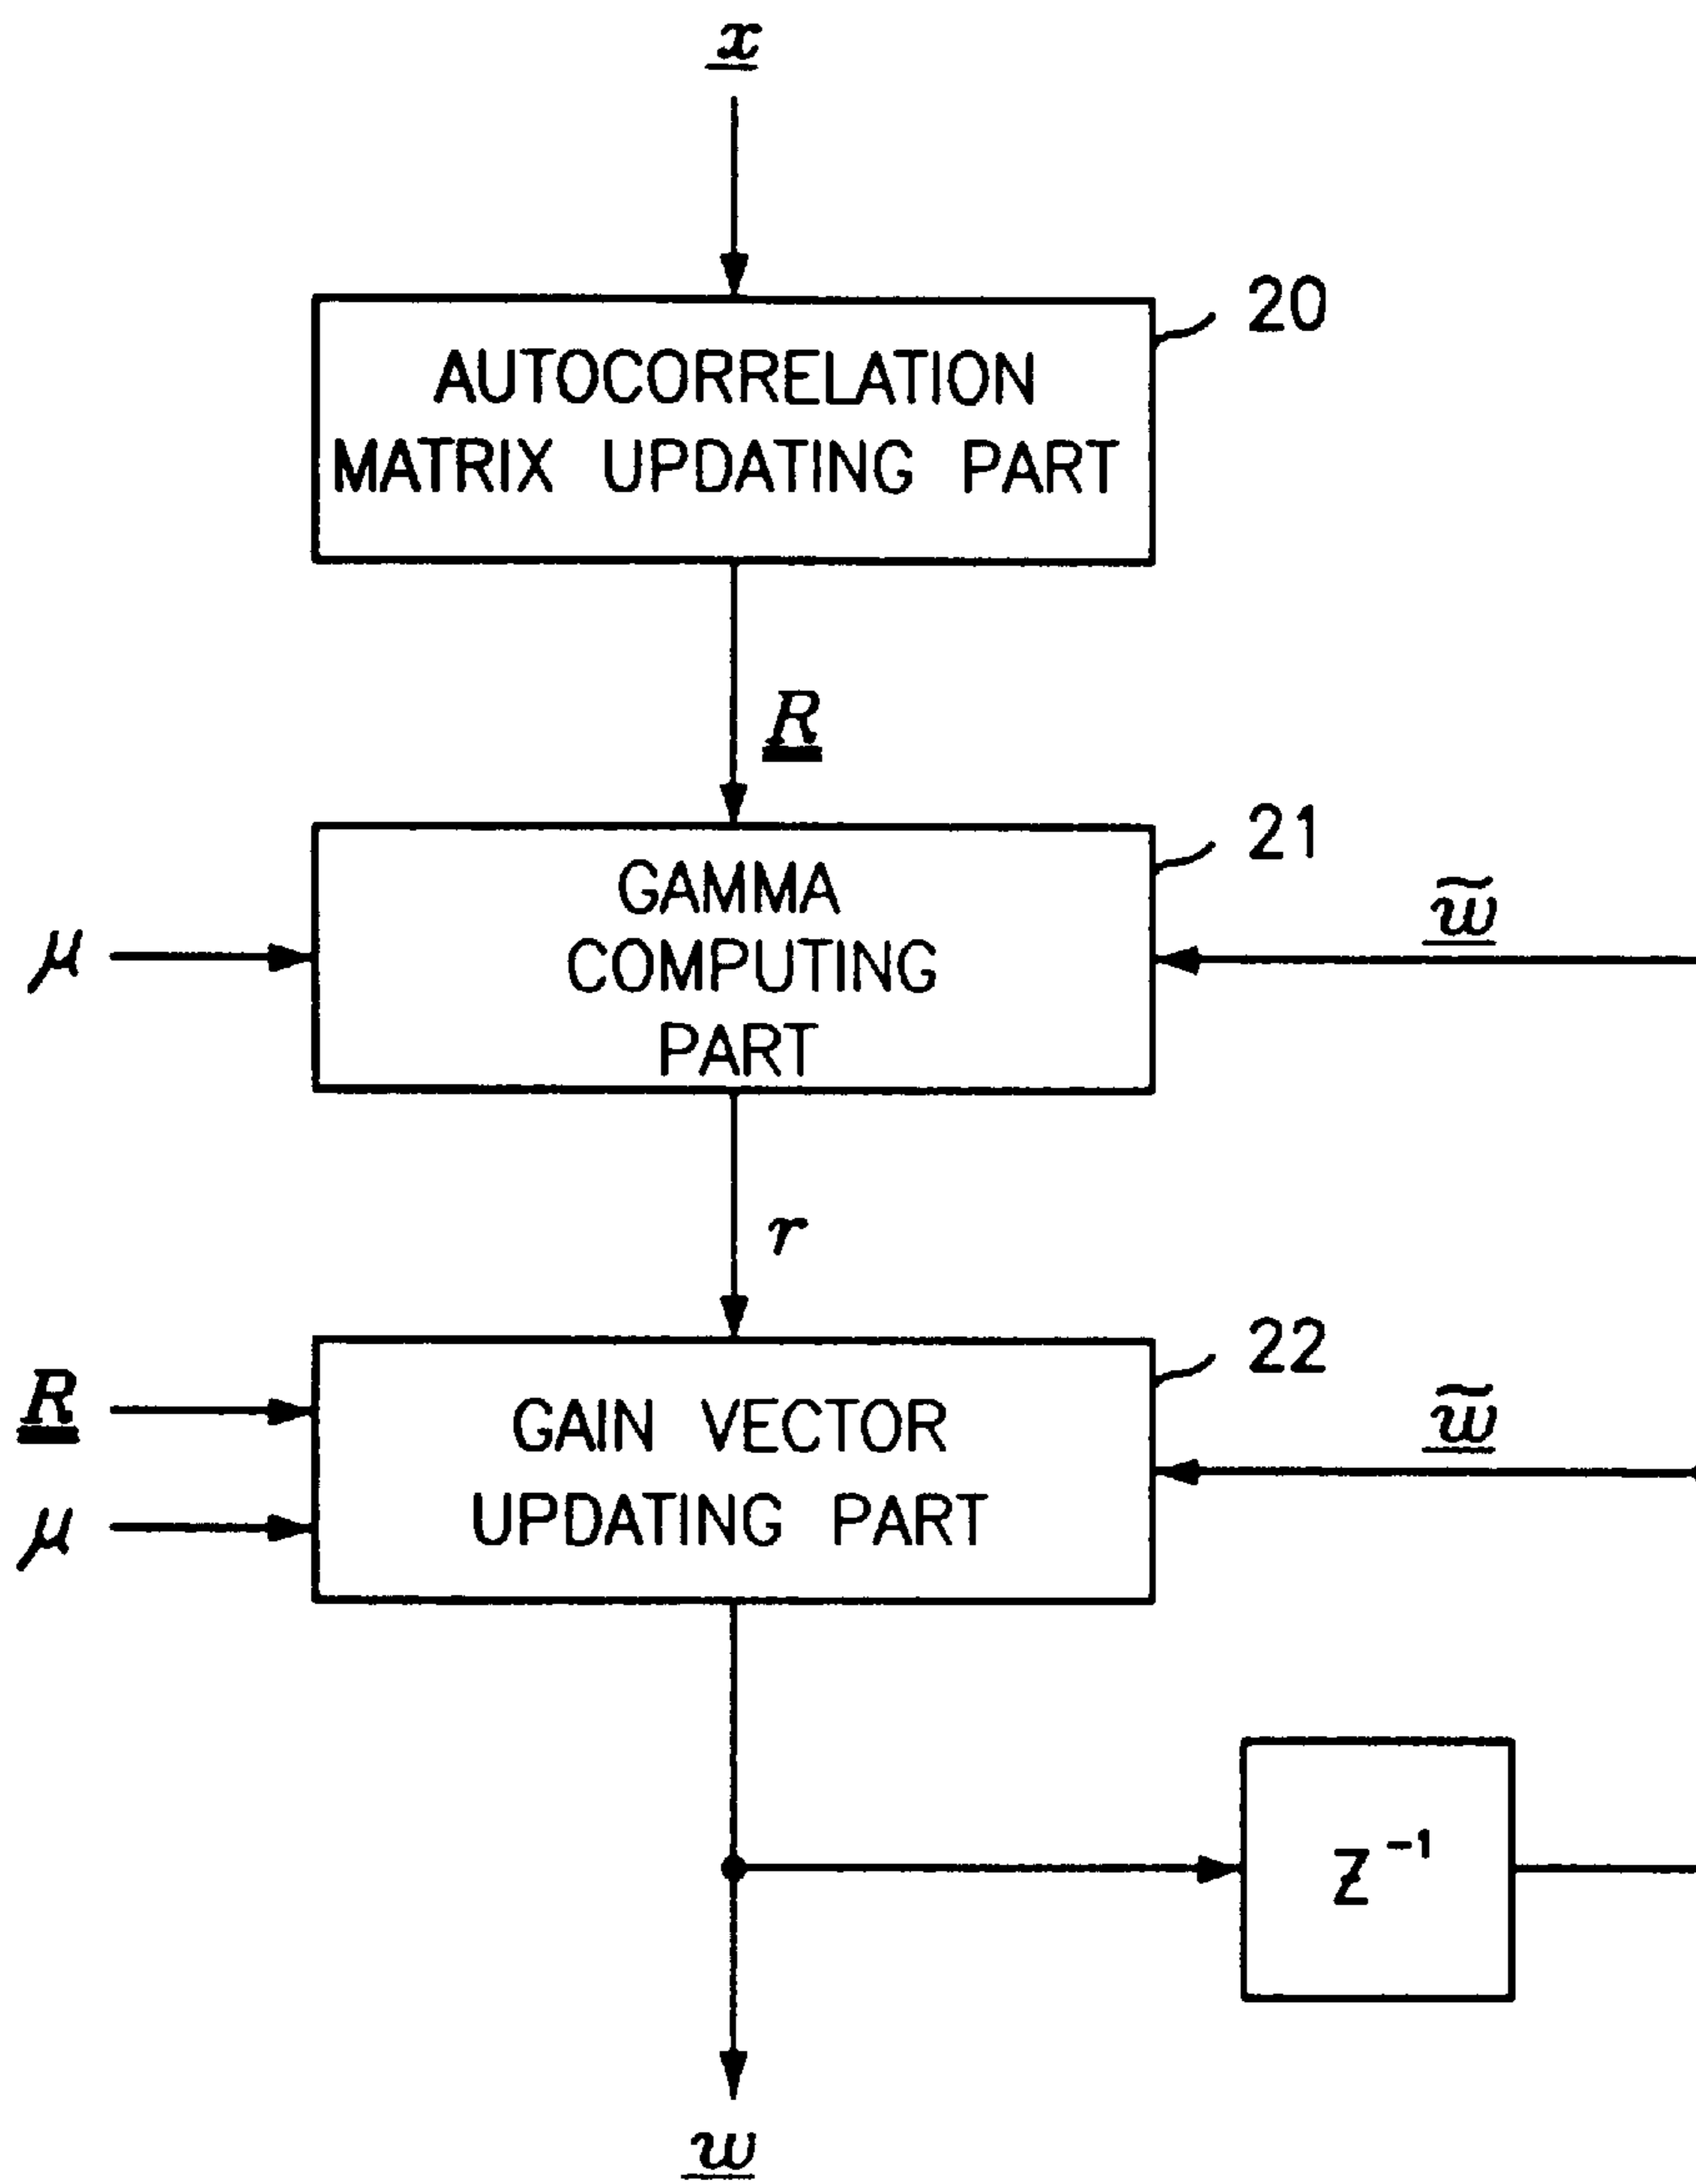 x
20
AUTOCORRELATION
MATRIX UPDATING PART
R
21
GAMMA
COMPUTING
PART
μ
w̃
r
22
R
GAIN VECTOR
UPDATING PART
μ
w̃
z⁻¹
w